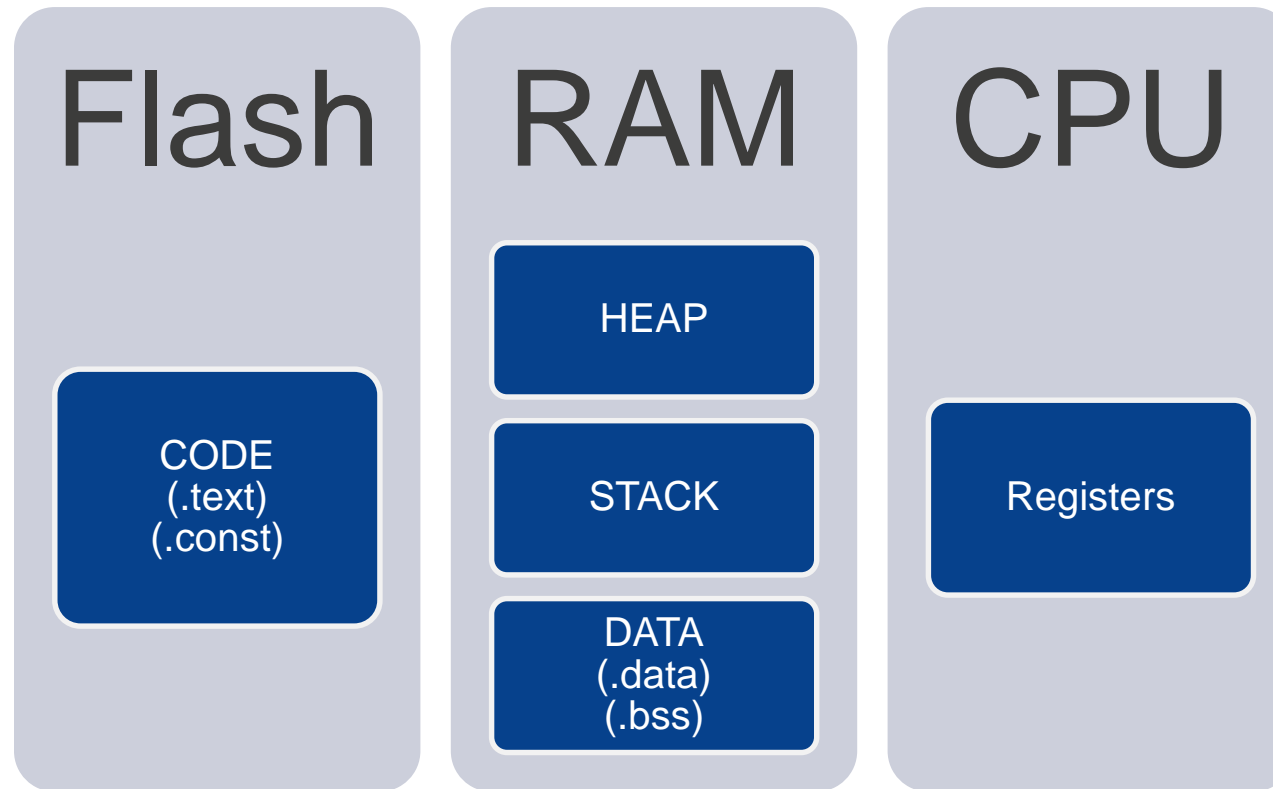 Flash
CODE
(.text)
(.const)
RAM
HEAP
STACK
DATA
(.data)
(.bss)
CPU
Registers